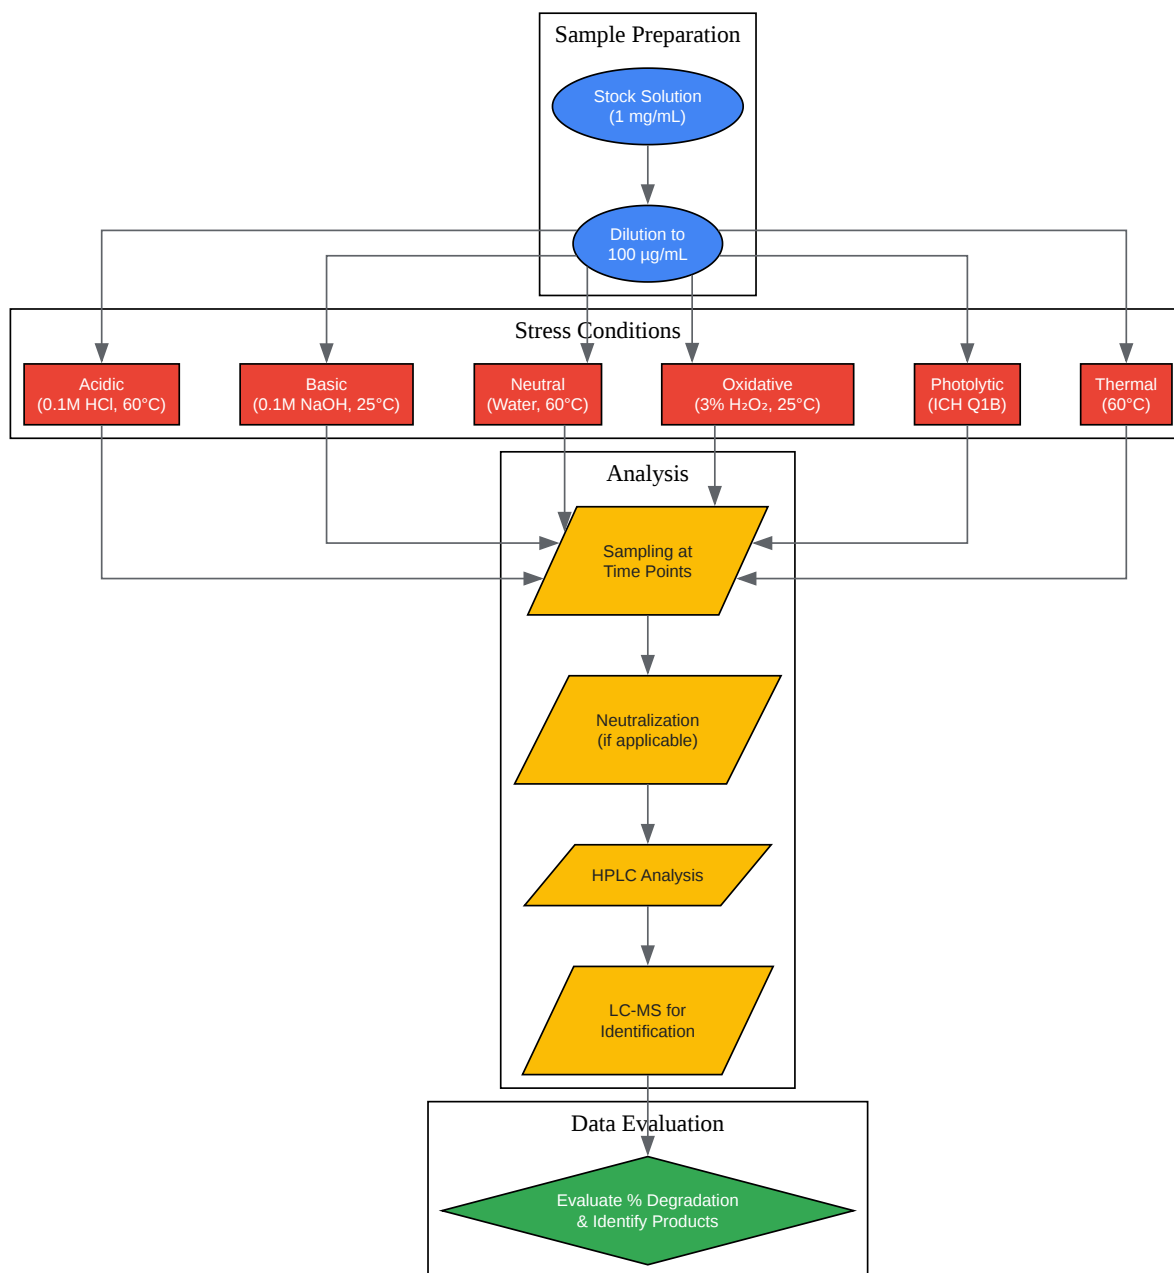 Sample Preparation
Stock Solution
(1 mg/mL)
Dilution to
100 µg/mL
Stress Conditions
Acidic
(0.1M HCl, 60°C)
Basic
(0.1M NaOH, 25°C)
Neutral
(Water, 60°C)
Oxidative
(3% H₂O₂, 25°C)
Photolytic
(ICH Q1B)
Thermal
(60°C)
Analysis
Sampling at
Time Points
Neutralization
(if applicable)
HPLC Analysis
LC-MS for
Identification
Data Evaluation
Evaluate % Degradation
& Identify Products